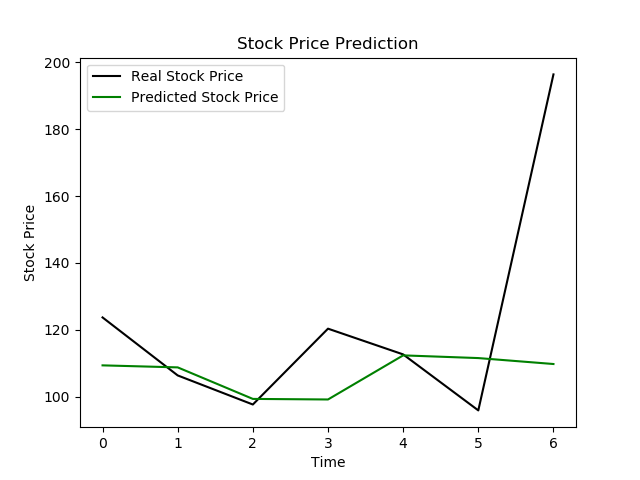 Stock Price Prediction
Real Stock Price
Predicted Stock Price
200
180
160
140
120
100
Stock Price
0 1 2 3 4 5 6
Time